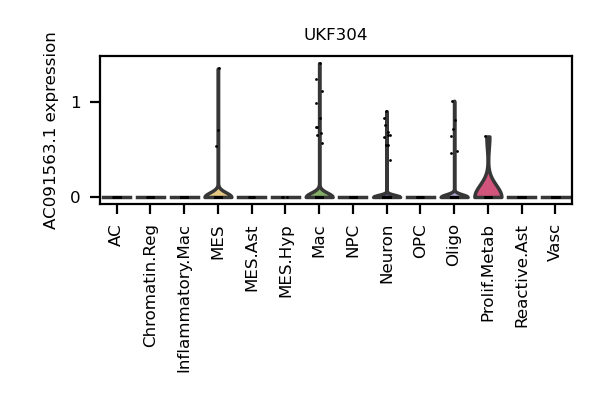 UKF304
AC091563.1 expression
1
0
AC
Chromatin.Reg
Inflammatory.Mac
MES
MES.Ast
MES.Hyp
Mac
NPC
Neuron
OPC
Oligo
Prolif.Metab
Reactive.Ast
Vasc